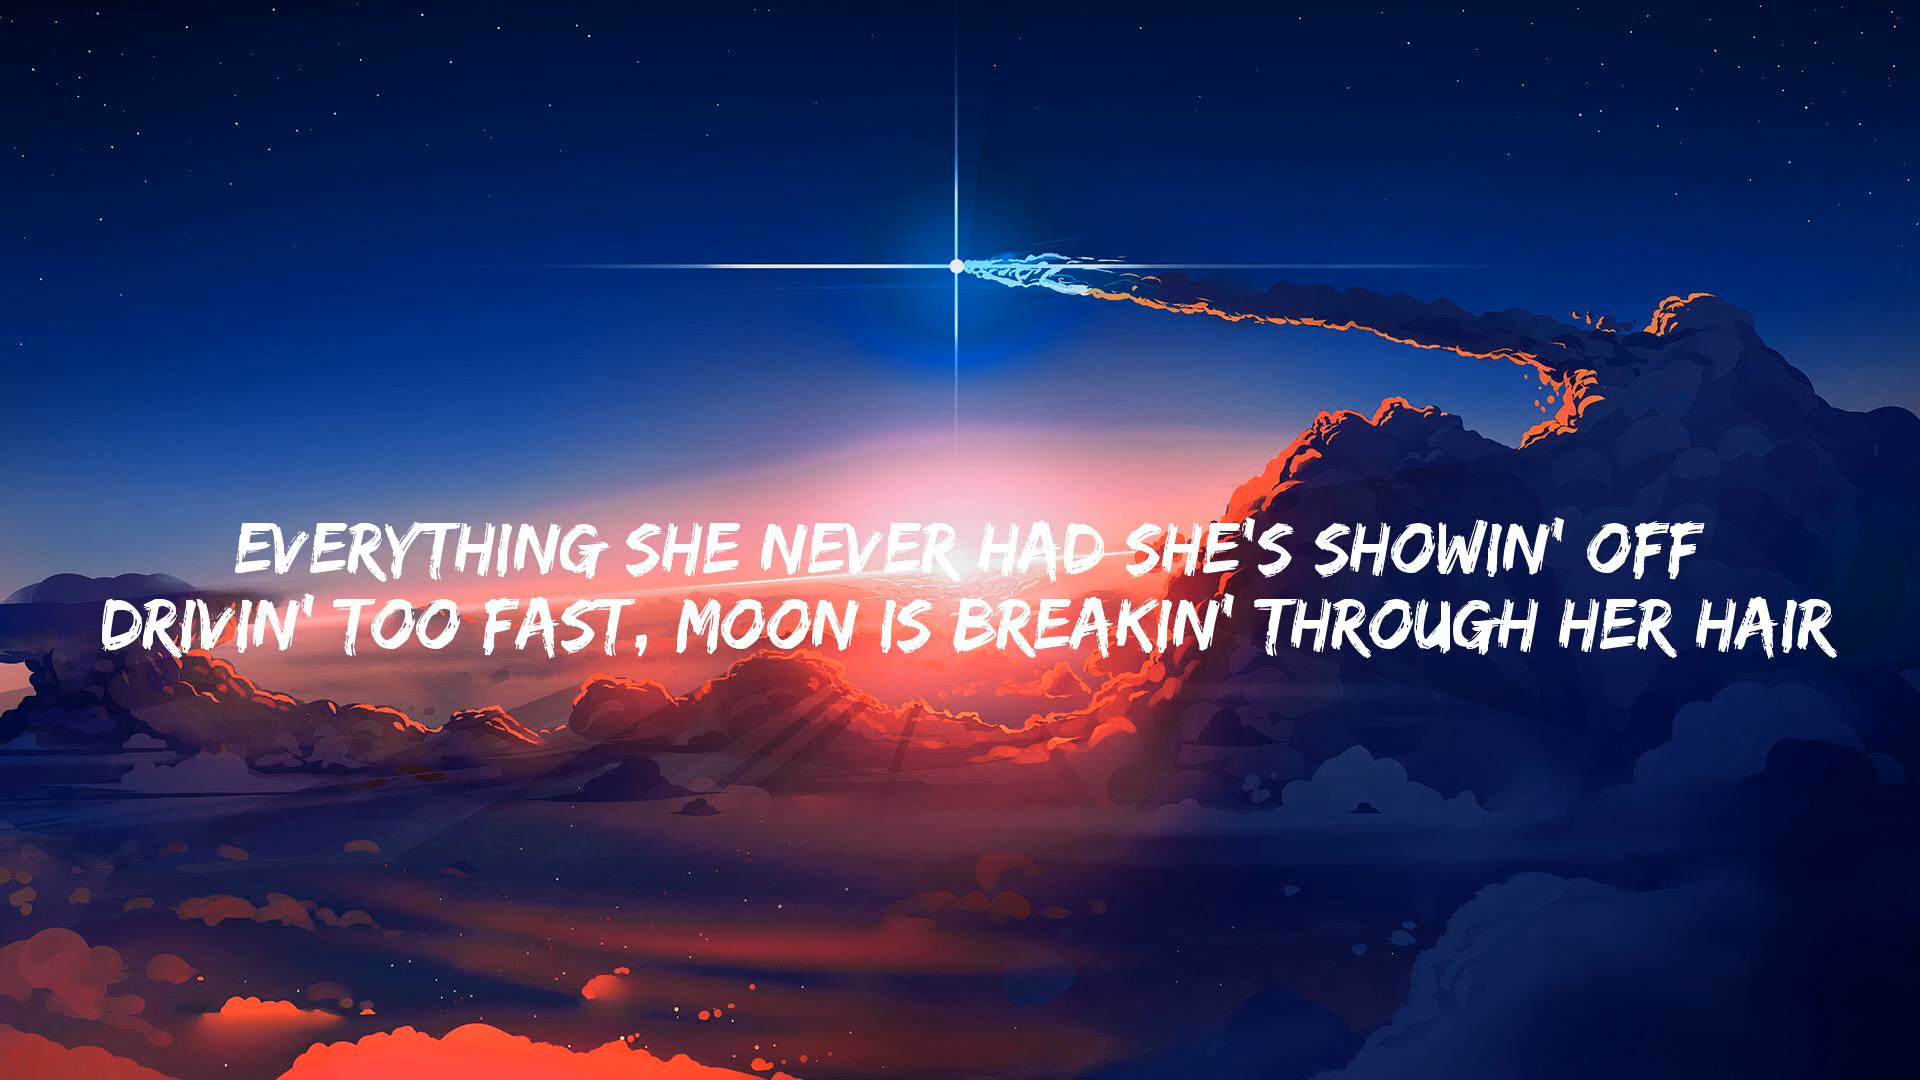 EVERYTHING SHE NEVER HAD SHE'S SHOWIN' OFF
DRIVIN' TOO FAST, MOON IS BREAKIN' THROUGH HER HAIR